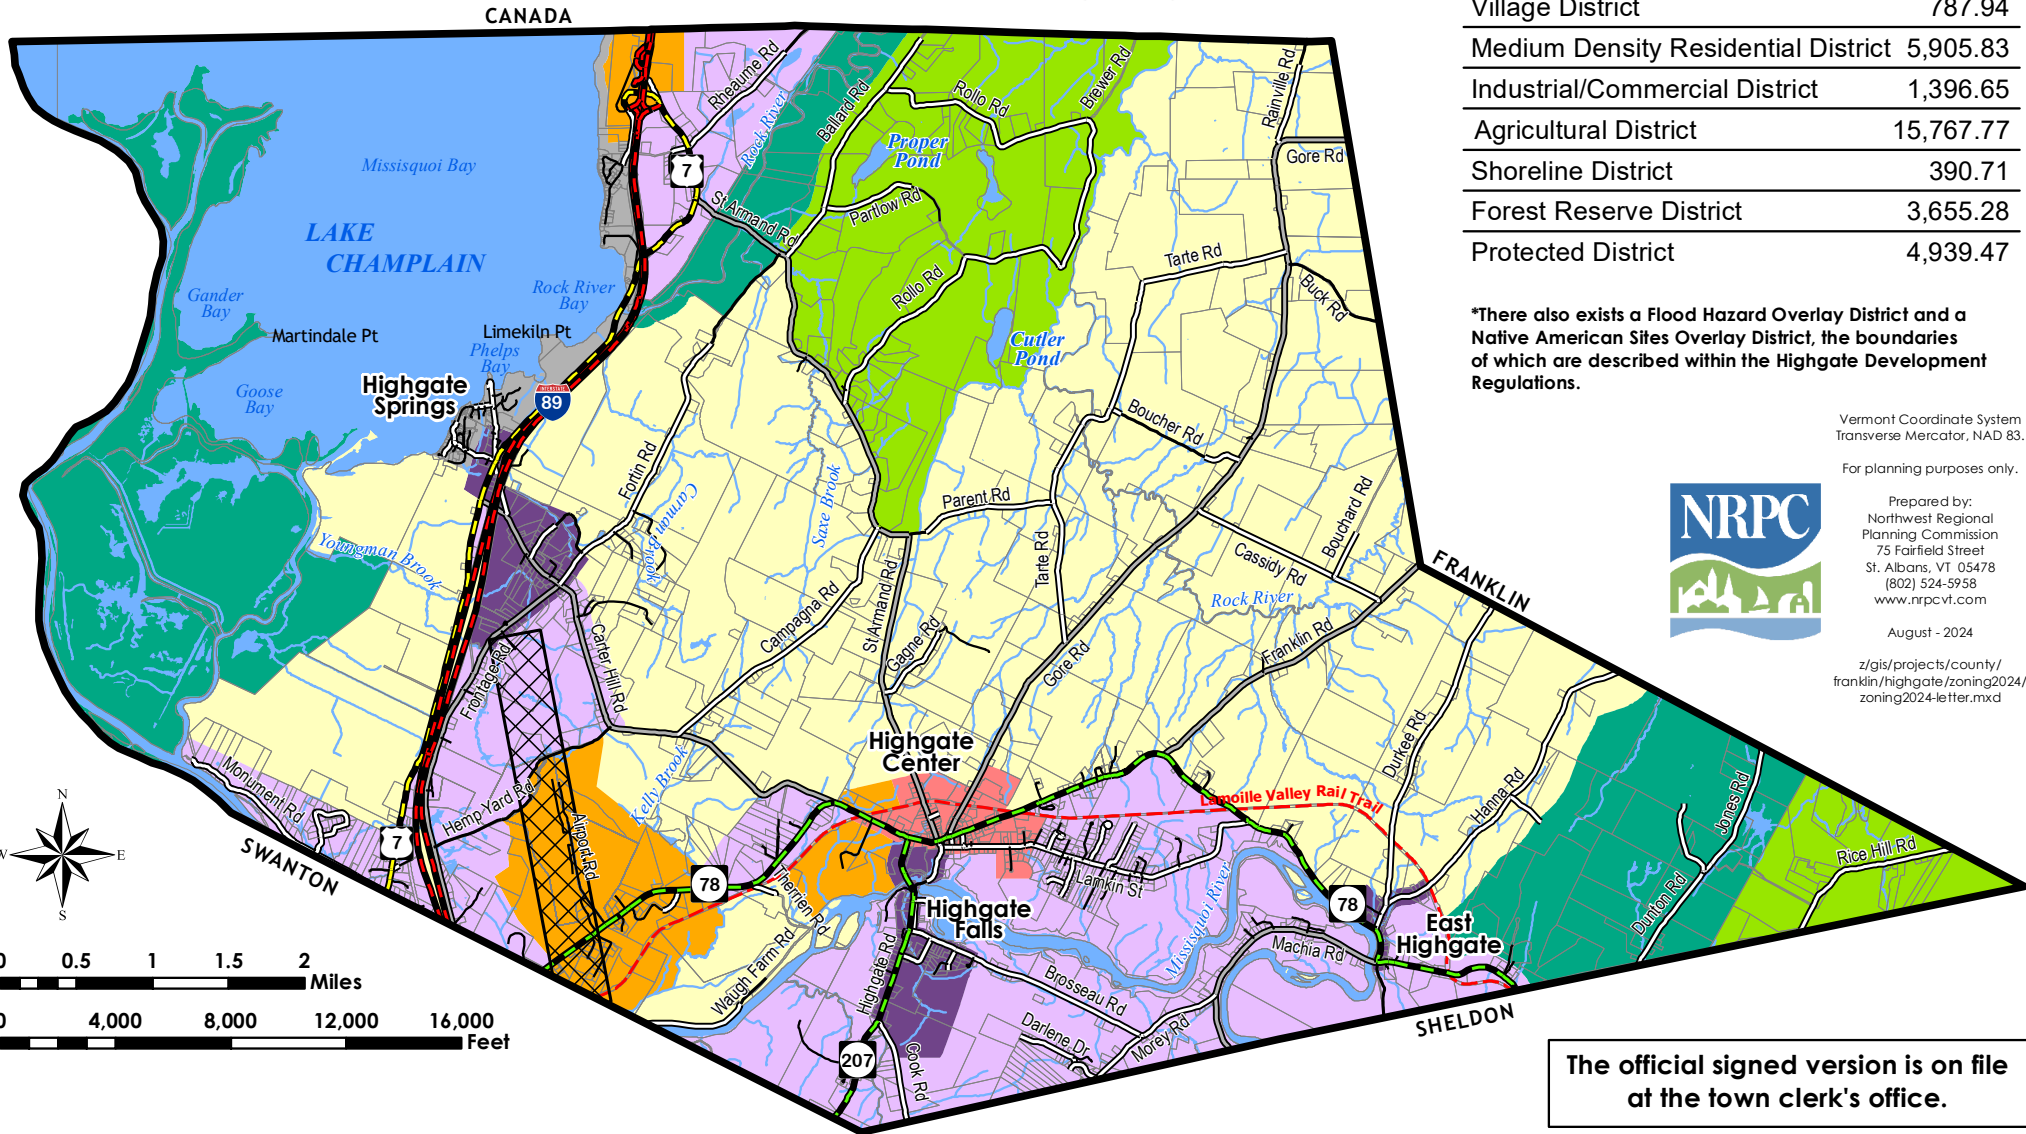 CANADA
Village District 787.94
Medium Density Residential District 5,905.83
Industrial/Commercial District 1,396.65
Agricultural District 15,767.77
Shoreline District 390.71
Forest Reserve District 3,655.28
Protected District 4,939.47
*There also exists a Flood Hazard Overlay District and a
Native American Sites Overlay District, the boundaries
of which are described within the Highgate Development
Regulations.
Vermont Coordinate System
Transverse Mercator, NAD 83.
For planning purposes only.
NRPC
Prepared by:
Northwest Regional
Planning Commission
75 Fairfield Street
St. Albans, VT 05478
(802) 524-5958
www.nrpcvt.com
August - 2024
z/gis/projects/county/
franklin/highgate/zoning2024/
zoning2024-letter.mxd
Rheaume Rd
Rock River
Ballard Rd
Rollo Rd
Brewer Rd
Rainville Rd
Gore Rd
Proper
Pond
Missisquoi Bay
7
Partlow Rd
St Armand Rd
LAKE
CHAMPLAIN
Tarte Rd
Buck Rd
Rollo Rd
Rock River
Bay
Gander
Bay
Martindale Pt
Limekiln Pt
Phelps
Bay
Cutler
Pond
Highgate
Springs
Goose
Bay
INTERSTATE
89
Boucher Rd
Fortin Rd
Carman Brook
Saxe Brook
Parent Rd
Bouchard Rd
Youngman Brook
Tarte Rd
Cassidy Rd
FRANKLIN
Rock River
Campagna Rd
St Armand Rd
Gagne Rd
Carter Hill Rd
Frontage Rd
Gore Rd
Franklin Rd
Highgate
Center
Durkee Rd
Kelly Brook
Monument Rd
Hemp Yard Rd
Airport Rd
Lamoille Valley Rail Trail
Hanna Rd
Jones Rd
Rice Hill Rd
N
W
E
S
SWANTON
7
78
Therrien Rd
Lamkin St
Missisquoi River
78
Dunton Rd
Highgate
Falls
East
Highgate
Waugh Farm Rd
Highgate Rd
Machia Rd
Brosseau Rd
0 0.5 1 1.5 2
Miles
0 4,000 8,000 12,000 16,000
Feet
Darlene Dr
Morey Rd
SHELDON
207
Cook Rd
The official signed version is on file
at the town clerk's office.